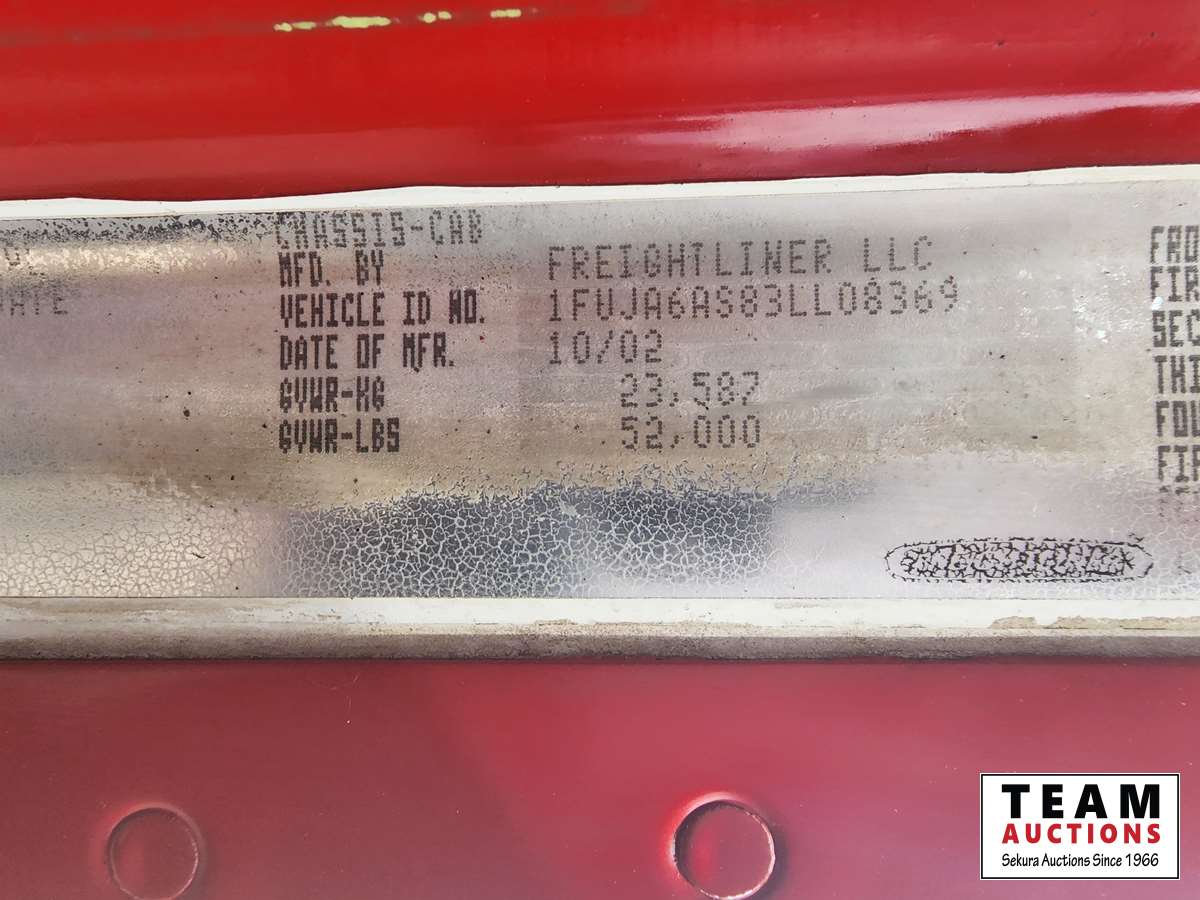 CHASSIS-CAB
MFD. BY FREIGHTLINER LLC
VEHICLE ID NO. 1FUJA6AS83LL08369
DATE OF MFR. 10/02
GVWR-KG 23,587
GVWR-LBS 52,000
TEAM
AUCTIONS
Sekura Auctions Since 1966